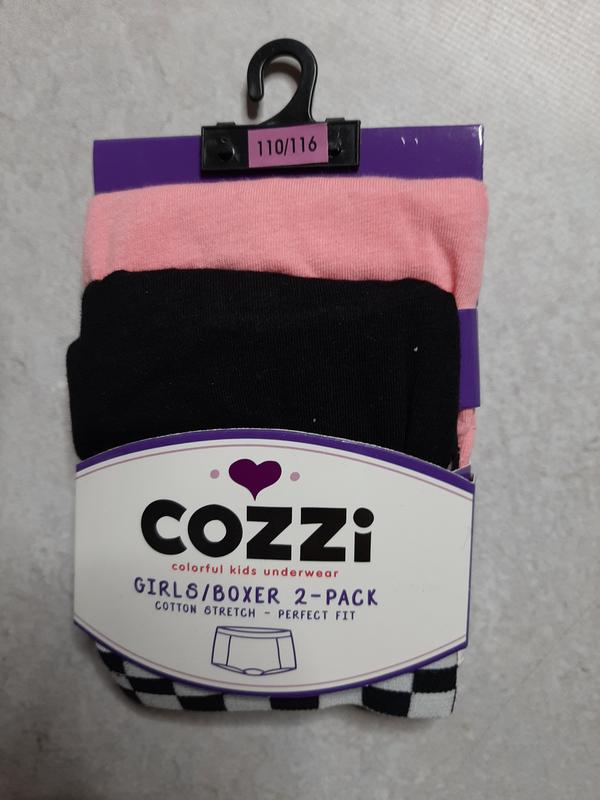 110/116
COZZi
colorful kids underwear
GIRLS/BOXER 2-PACK
COTTON STRETCH - PERFECT FIT